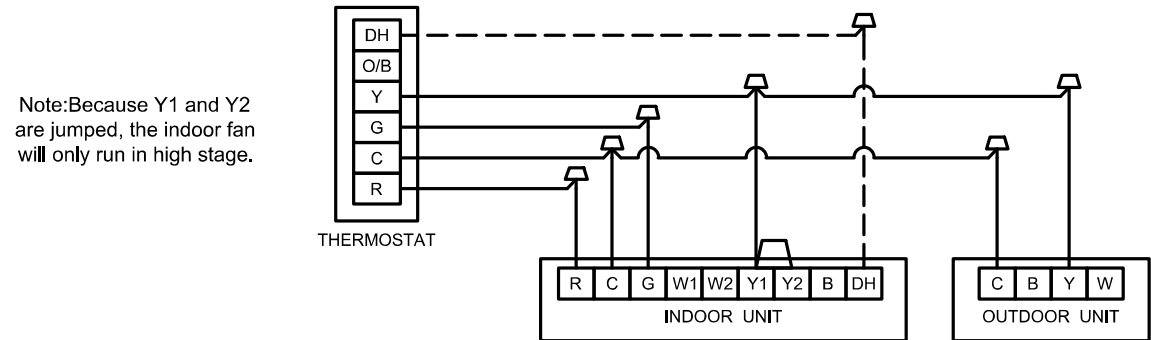 Note:Because Y1 and Y2
are jumped, the indoor fan
will only run in high stage.
DH
O/B
Y
G
C
R
THERMOSTAT
R C G W1 W2 Y1 Y2 B DH
INDOOR UNIT
C B Y W
OUTDOOR UNIT